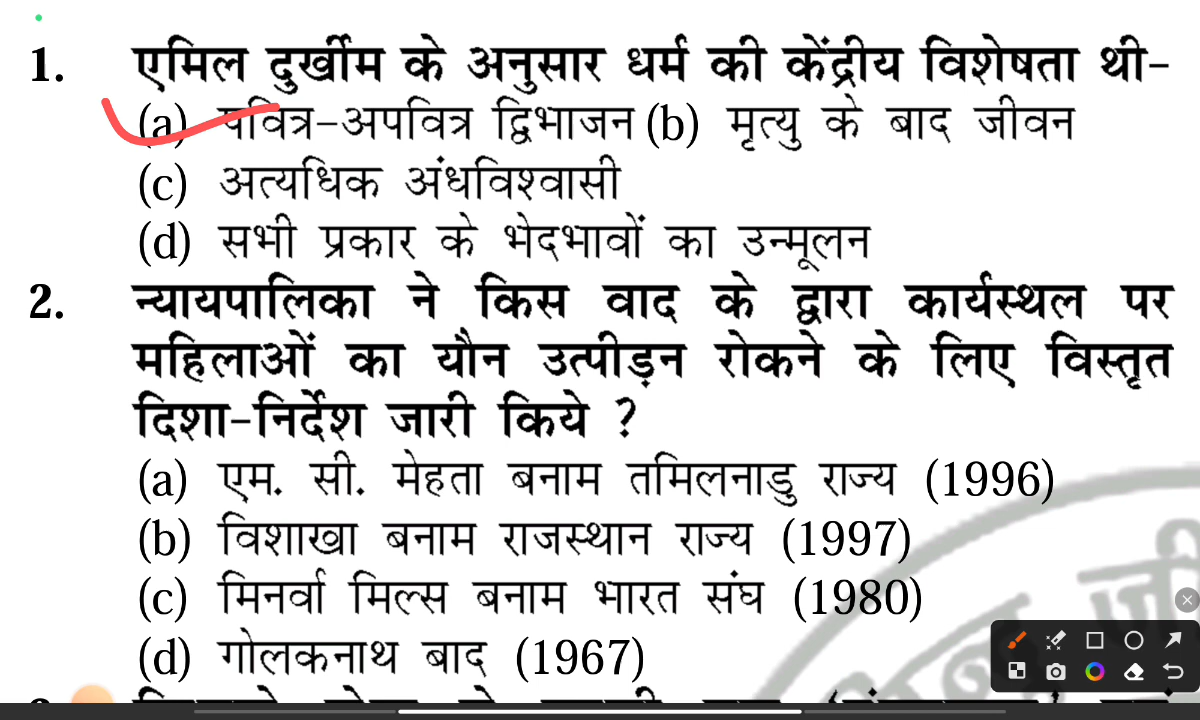 1. एमिल दुर्खीम के अनुसार धर्म की केंद्रीय विशेषता थी-
(a) पवित्र-अपवित्र द्विभाजन (b) मृत्यु के बाद जीवन
(c) अत्यधिक अंधविश्वासी
(d) सभी प्रकार के भेदभावों का उन्मूलन
2. न्यायपालिका ने किस वाद के द्वारा कार्यस्थल पर
महिलाओं का यौन उत्पीड़न रोकने के लिए विस्तृत
दिशा-निर्देश जारी किये ?
(a) एम. सी. मेहता बनाम तमिलनाडु राज्य (1996)
(b) विशाखा बनाम राजस्थान राज्य (1997)
(c) मिनर्वा मिल्स बनाम भारत संघ (1980)
(d) गोलकनाथ बाद (1967)